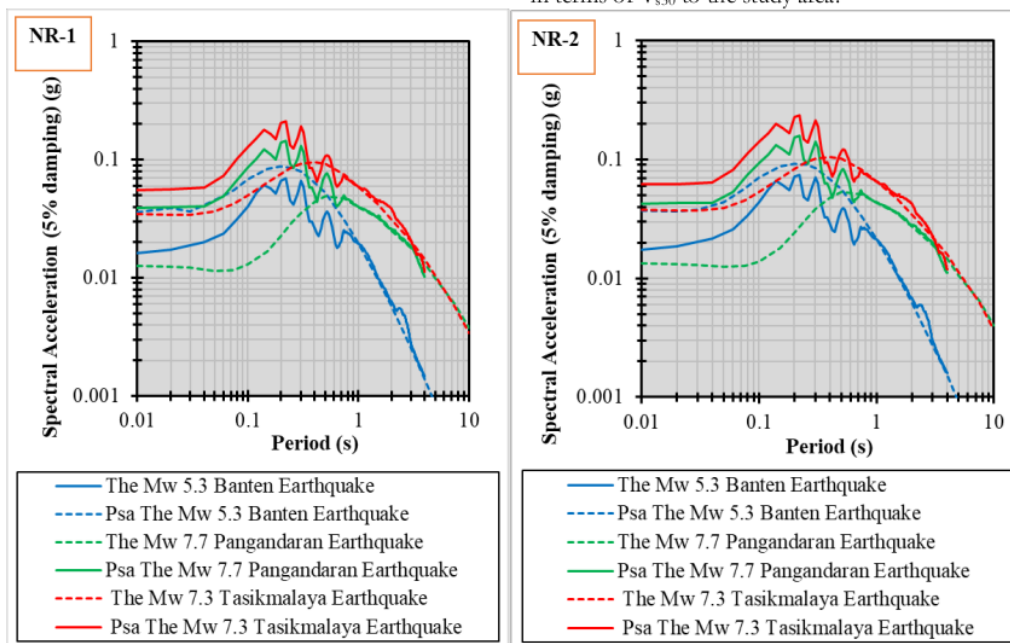 in terms of Vs30 to the study area.
NR-1
Spectral Acceleration (5% damping) (g)
1
0.1
0.01
0.001
0.01
0.1
1
10
Period (s)
The Mw 5.3 Banten Earthquake
Psa The Mw 5.3 Banten Earthquake
The Mw 7.7 Pangandaran Earthquake
Psa The Mw 7.7 Pangandaran Earthquake
The Mw 7.3 Tasikmalaya Earthquake
Psa The Mw 7.3 Tasikmalaya Earthquake
NR-2
Spectral Acceleration (5% damping) (g)
1
0.1
0.01
0.001
0.01
0.1
1
10
Period (s)
The Mw 5.3 Banten Earthquake
Psa The Mw 5.3 Banten Earthquake
The Mw 7.7 Pangandaran Earthquake
Psa The Mw 7.7 Pangandaran Earthquake
The Mw 7.3 Tasikmalaya Earthquake
Psa The Mw 7.3 Tasikmalaya Earthquake